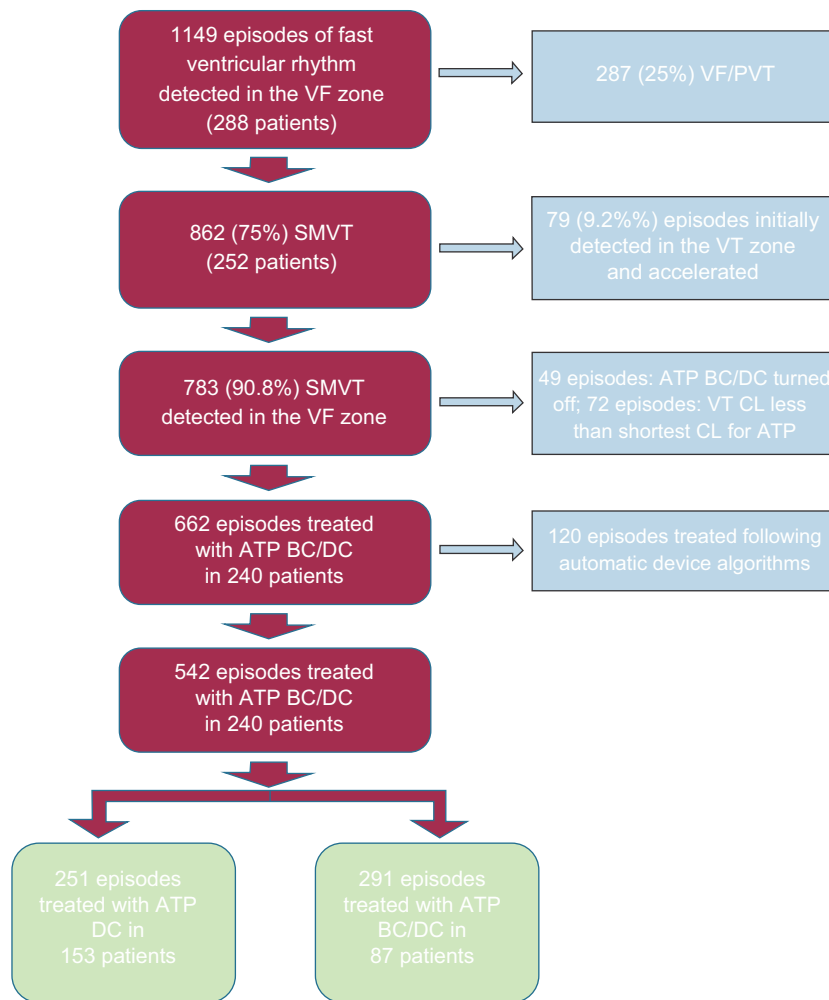 1149 episodes of fast
ventricular rhythm
detected in the VF zone
(288 patients)
287 (25%) VF/PVT
862 (75%) SMVT
(252 patients)
79 (9.2%%) episodes initially
detected in the VT zone
and accelerated
783 (90.8%) SMVT
detected in the VF zone
49 episodes: ATP BC/DC turned
off; 72 episodes: VT CL less
than shortest CL for ATP
662 episodes treated
with ATP BC/DC
in 240 patients
120 episodes treated following
automatic device algorithms
542 episodes treated
with ATP BC/DC
in 240 patients
251 episodes
treated with ATP
DC in
153 patients
291 episodes
treated with ATP
BC/DC in
87 patients